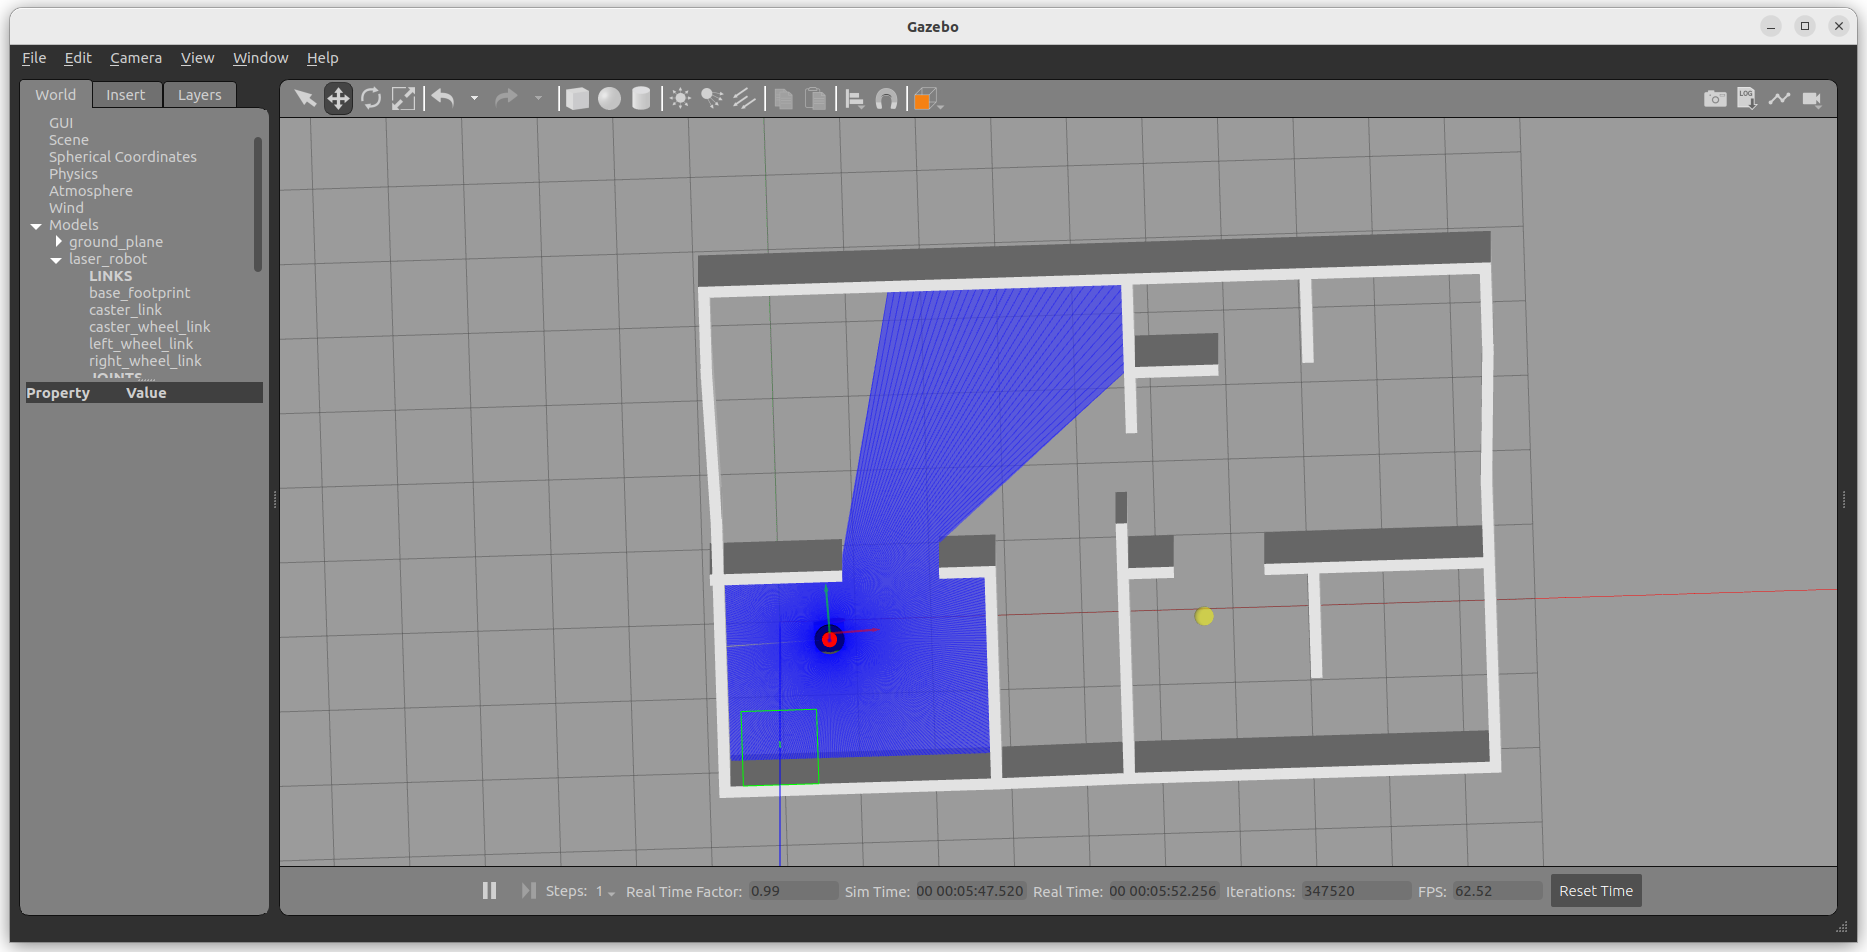 Gazebo
File Edit Camera View Window Help
World Insert Layers
GUI
Scene
Spherical Coordinates
Physics
Atmosphere
Wind
Models
ground_plane
laser_robot
LINKS
base_footprint
caster_link
caster_wheel_link
left_wheel_link
right_wheel_link
JOINTS
Property Value
LOG
Steps: 1 Real Time Factor: 0.99 Sim Time: 00 00:05:47.520 Real Time: 00 00:05:52.256 Iterations: 347520 FPS: 62.52 Reset Time